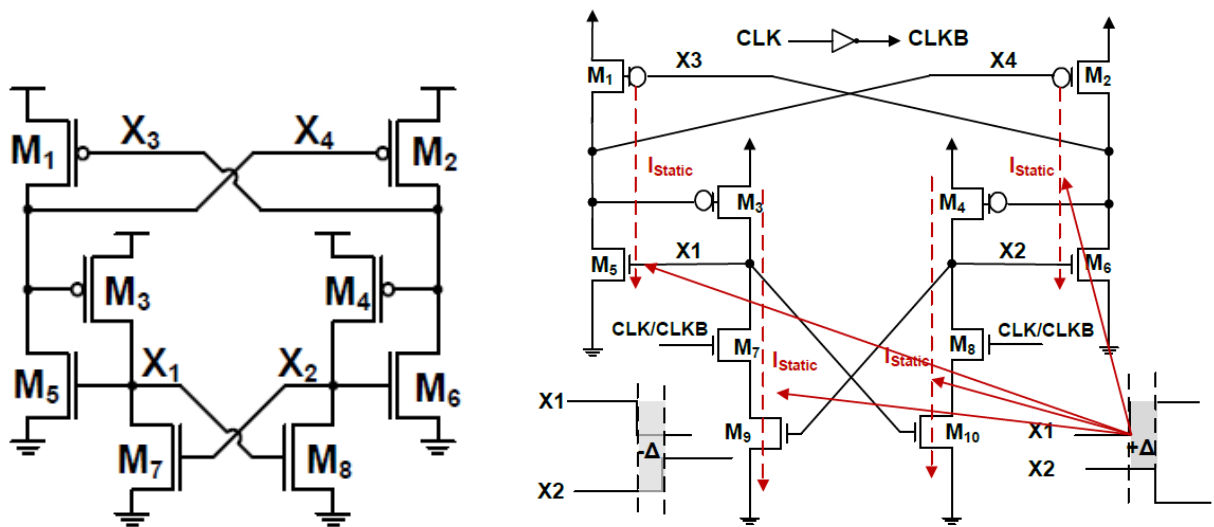 M1
X3
X4
M2
M3
M4
M5
X1
X2
M6
M7
M8
CLK
CLKB
M1
X3
X4
M2
IStatic
IStatic
M3
M4
M5
X1
X2
M6
CLK/CLKB
M7
M8
CLK/CLKB
IStatic
IStatic
X1
-Δ
X2
M9
M10
X1
+Δ
X2